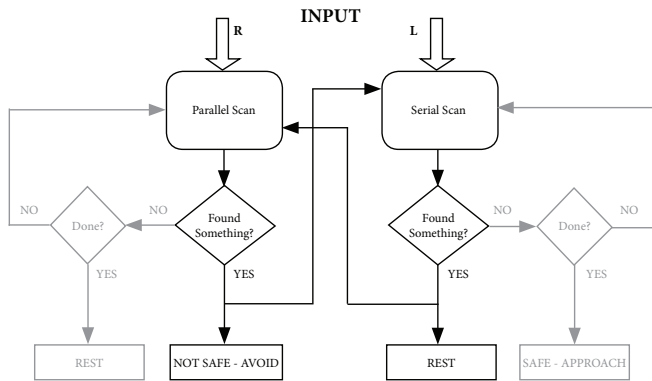 INPUT
R
L
Parallel Scan
Serial Scan
NO
Done?
NO
Found
Something?
Found
Something?
NO
Done?
NO
YES
YES
YES
YES
REST
NOT SAFE - AVOID
REST
SAFE - APPROACH